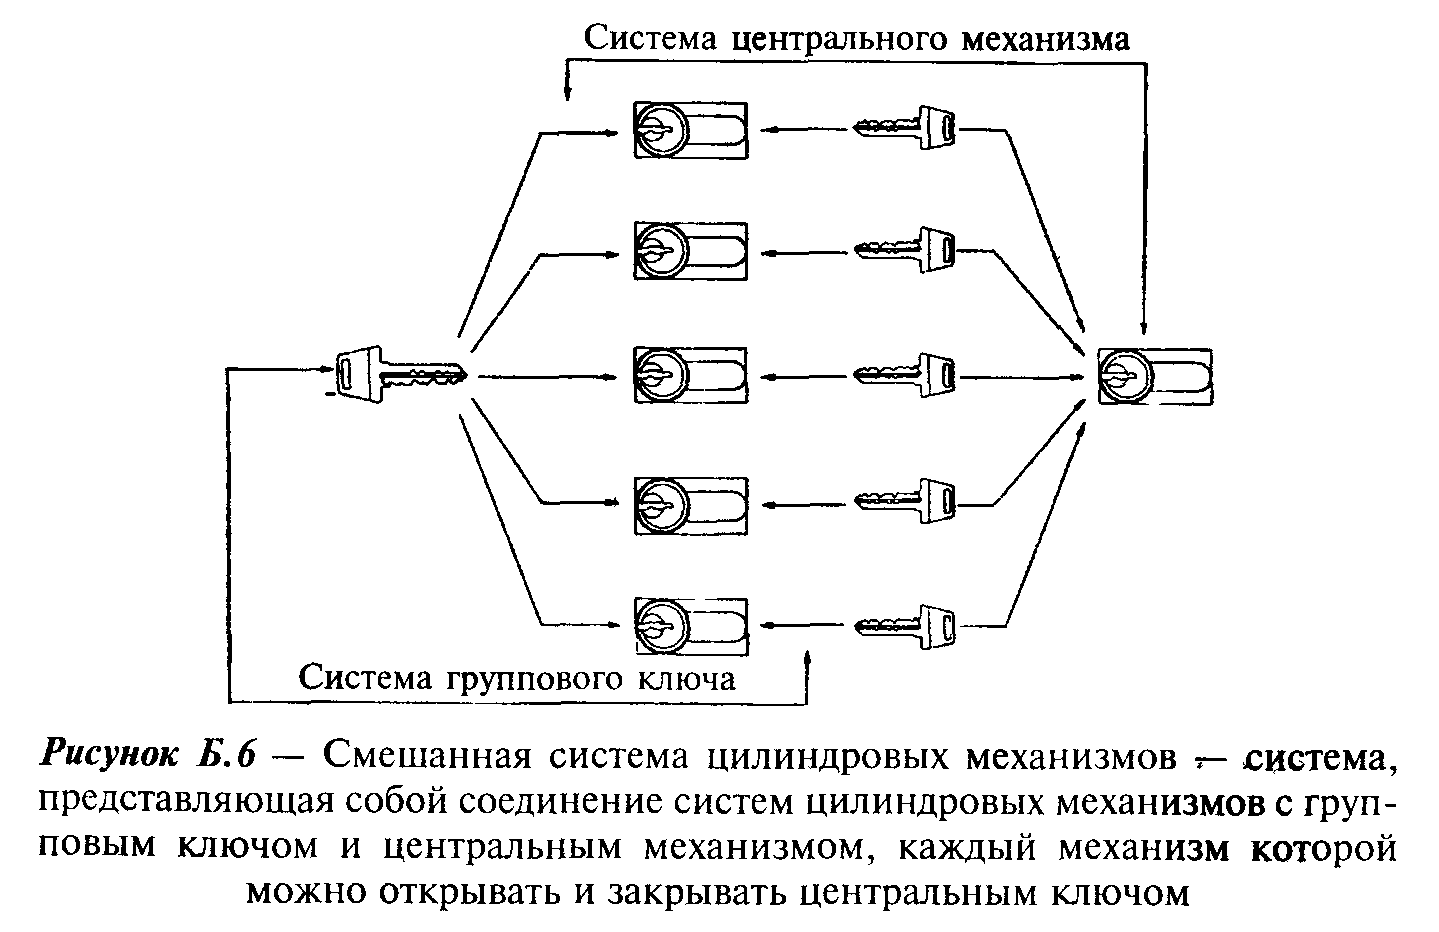 Система центрального механизма
Система группового ключа
Рисунок Б.6 — Смешанная система цилиндровых механизмов — система,
представляющая собой соединение систем цилиндровых механизмов с груп-
повым ключом и центральным механизмом, каждый механизм которой
можно открывать и закрывать центральным ключом